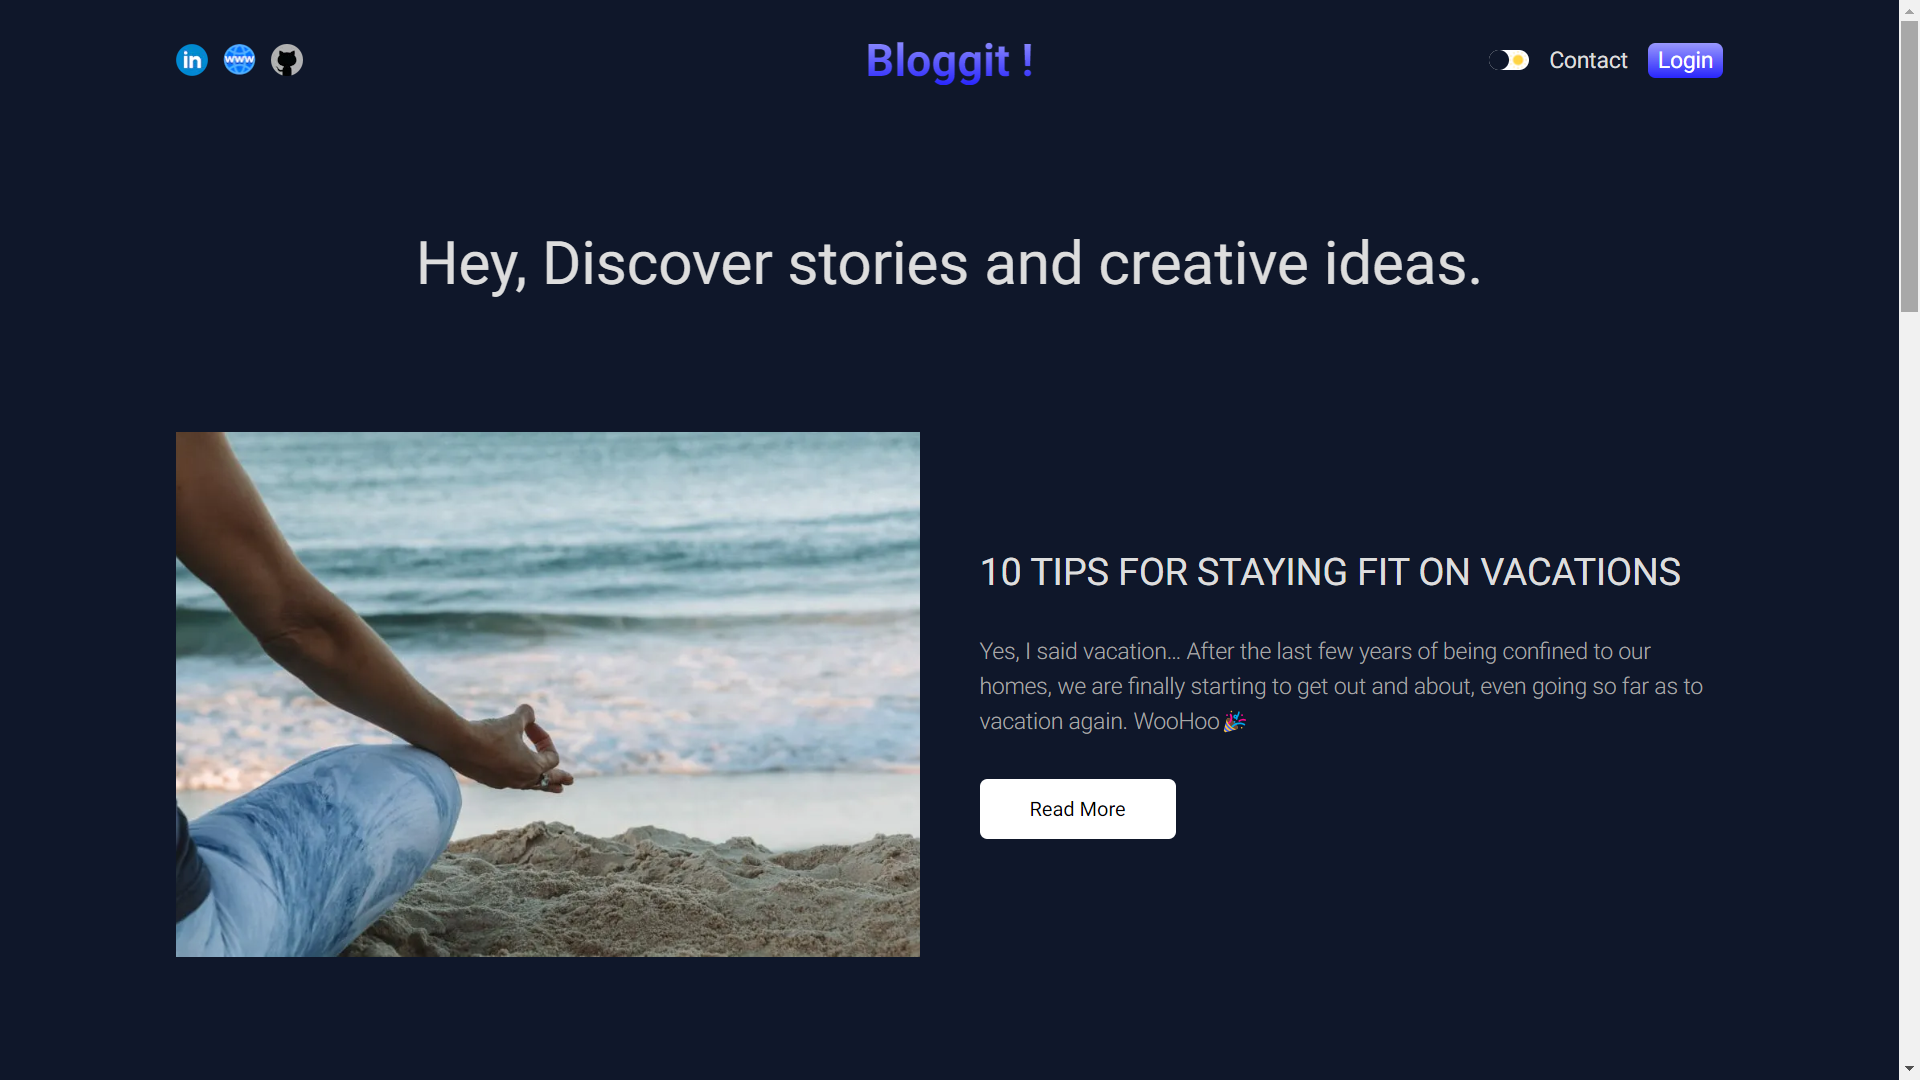 in
www
Bloggit !
Contact
Login
Hey, Discover stories and creative ideas.
10 TIPS FOR STAYING FIT ON VACATIONS
Yes, I said vacation... After the last few years of being confined to our
homes, we are finally starting to get out and about, even going so far as to
vacation again. WooHoo🎉
Read More